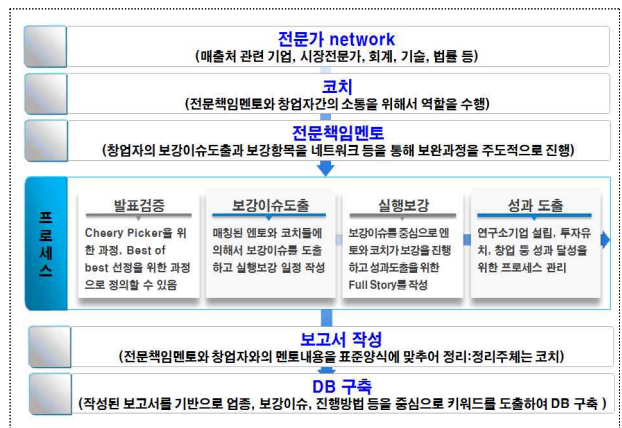 전문가 network
(매출처 관련 기업, 시장전문가, 회계, 기술, 법률 등)
코치
(전문책임멘토와 창업자간의 소통을 위해서 역할을 수행)
전문책임멘토
(창업자의 보강이슈도출과 보강항목을 네트워크 등을 통해 보완과정을 주도적으로 진행)
프로세스
발표검증
Cheery Picker을 위
한 과정, Best of
best 선정을 위한 과정
으로 정의할 수 있음
보강이슈도출
매칭된 멘토와 코치들에
의해서 보강이슈를 도출
하고 실행보강 일정 작성
실행보강
보강이슈를 중심으로 멘
토와 코치가 보강을 진행
하고 성과도출을 위한
Full Story를 작성
성과 도출
연구소기업 설립, 투자유
치, 창업 등 성과 달성을
위한 프로세스 관리
보고서 작성
(전문책임멘토와 창업자와의 멘토내용을 표준양식에 맞추어 정리:정리주체는 코치)
DB 구축
(작성된 보고서를 기반으로 업종, 보강이슈, 진행방법 등을 중심으로 키워드를 도출하여 DB 구축 )